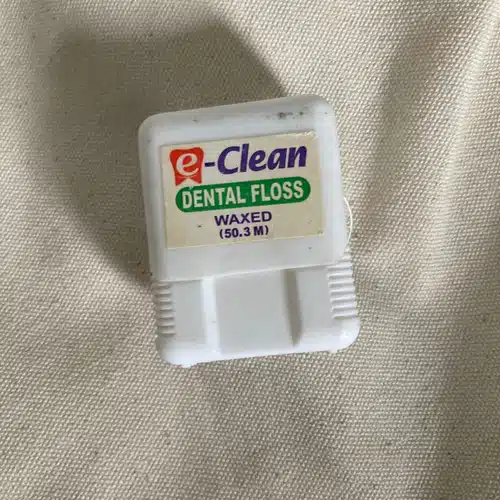 e-Clean
DENTAL FLOSS
WAXED
(50.3 M)